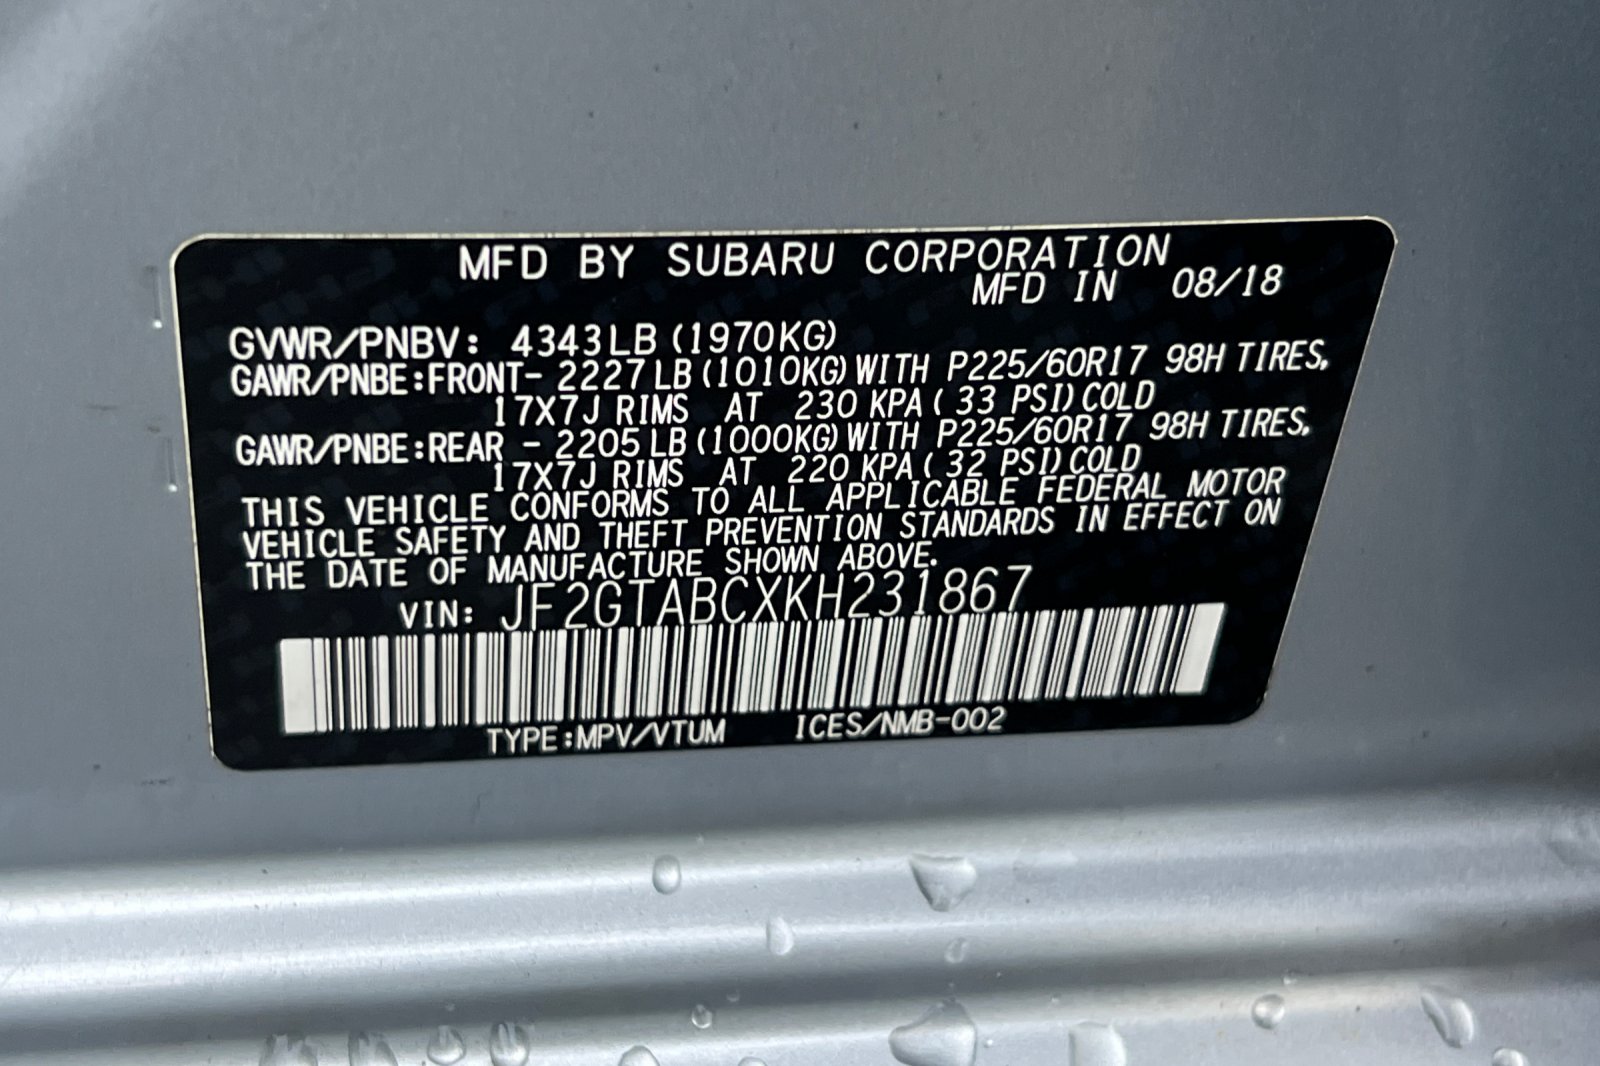 MFD BY SUBARU CORPORATION
MFD IN 08/18
GVWR/PNBV: 4343LB (1970KG)
GAWR/PNBE:FRONT- 2227LB (1010KG) WITH P225/60R17 98H TIRES,
17X7J RIMS AT 230 KPA ( 33 PSI) COLD
GAWR/PNBE:REAR - 2205LB (1000KG) WITH P225/60R17 98H TIRES,
17X7J RIMS AT 220 KPA ( 32 PSI) COLD
THIS VEHICLE CONFORMS TO ALL APPLICABLE FEDERAL MOTOR
VEHICLE SAFETY AND THEFT PREVENTION STANDARDS IN EFFECT ON
THE DATE OF MANUFACTURE SHOWN ABOVE.
VIN: JF2GTABCXKH231867
TYPE:MPV/VTUM ICES/NMB-002